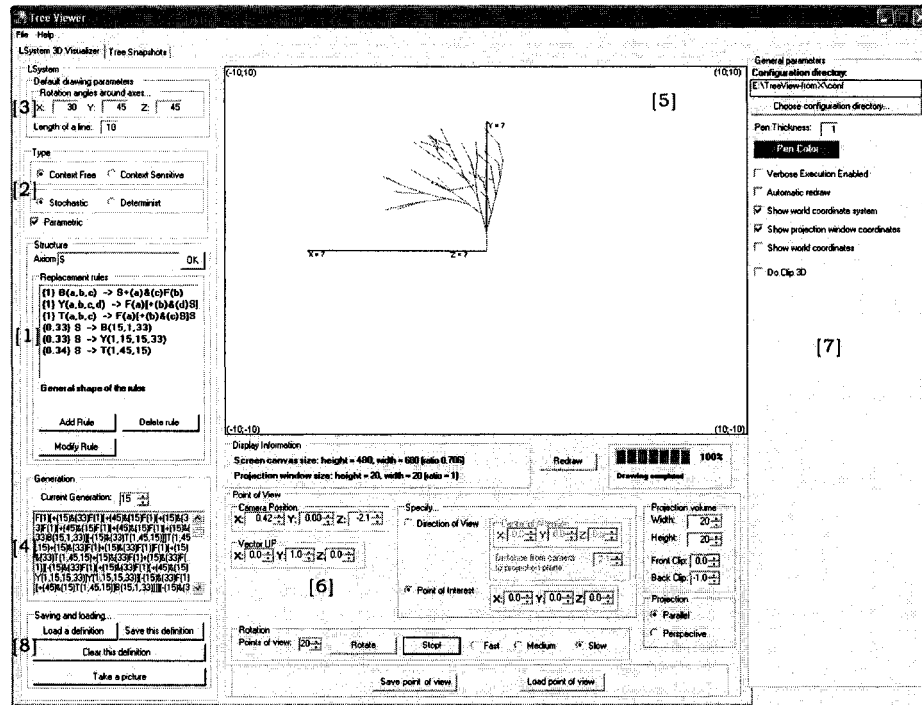 Tree Viewer
File Help
LSystem 3D Visualizer Tree Snapshots
LSystem
Default drawing parameters
Rotation angles around axes...
[3] X: 30 Y: 45 Z: 45
Length of a line: 10
Type
Context Free Context Sensitive
[2]
Stochastic Determinist
Parametric
Structure
Axiom S OK
Replacement rules
{1} B(a,b,c) -> S+(a)&(c)F(b)
{1} Y(a,b,c,d) -> F(a)[+(b)&(d)S]
{1} T(a,b,c) -> F(a)[+(b)&(c)S]S
{0.33} S -> B(15,1,33)
[1]
{0.33} S -> Y(1,15,15,33)
{0.34} S -> T(1,45,15)
General shape of the rules
Add Rule Delete rule
Modify Rule
Generation
Current Generation: 15
[4]
Saving and loading...
Load a definition Save this definition
[8]
Clear this definition
Take a picture
(-10;10) (10;10)
[5]
Y = 7
X = 7 Z = 7
(-10;-10) (10;-10)
Display Information
Screen canvas size: height = 480, width = 680 (ratio 0.706)
Projection window size: height = 20, width = 20 (ratio = 1)
Redraw
100%
Drawing completed
Point of View
Camera Position
X: 0.42 Y: 0.00 Z: -2.1
Vector UP
X: 0.0 Y: 1.0 Z: 0.0
[6]
Specify...
Direction of View
X: 0.0 Y: 0.0 Z: 0.0
Distance from camera
to projection plane
Point of Interest
X: 0.0 Y: 0.0 Z: 0.0
Projection volume
Width: 20
Height: 20
Front Clip: 0.0
Back Clip: -1.0
Projection
Parallel
Perspective
Rotation
Points of view: 20 Rotate Stop! Fast Medium Slow
Save point of view Load point of view
General parameters
Configuration directory:
E:\TreeView-fromX\conf
Choose configuration directory...
Pen Thickness: 1
Pen Color
Verbose Execution Enabled
Automatic redraw
Show world coordinate system
Show projection window coordinates
Show world coordinates
Do Clip 3D
[7]